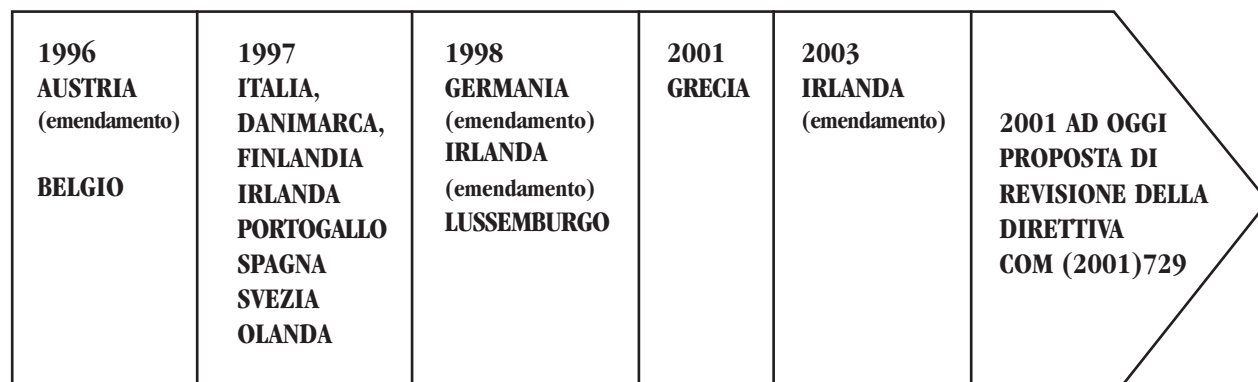 1996
AUSTRIA
(emendamento)
BELGIO
1997
ITALIA,
DANIMARCA,
FINLANDIA
IRLANDA
PORTOGALLO
SPAGNA
SVEZIA
OLANDA
1998
GERMANIA
(emendamento)
IRLANDA
(emendamento)
LUSSEMBURGO
2001
GRECIA
2003
IRLANDA
(emendamento)
2001 AD OGGI
PROPOSTA DI
REVISIONE DELLA
DIRETTIVA
COM (2001)729